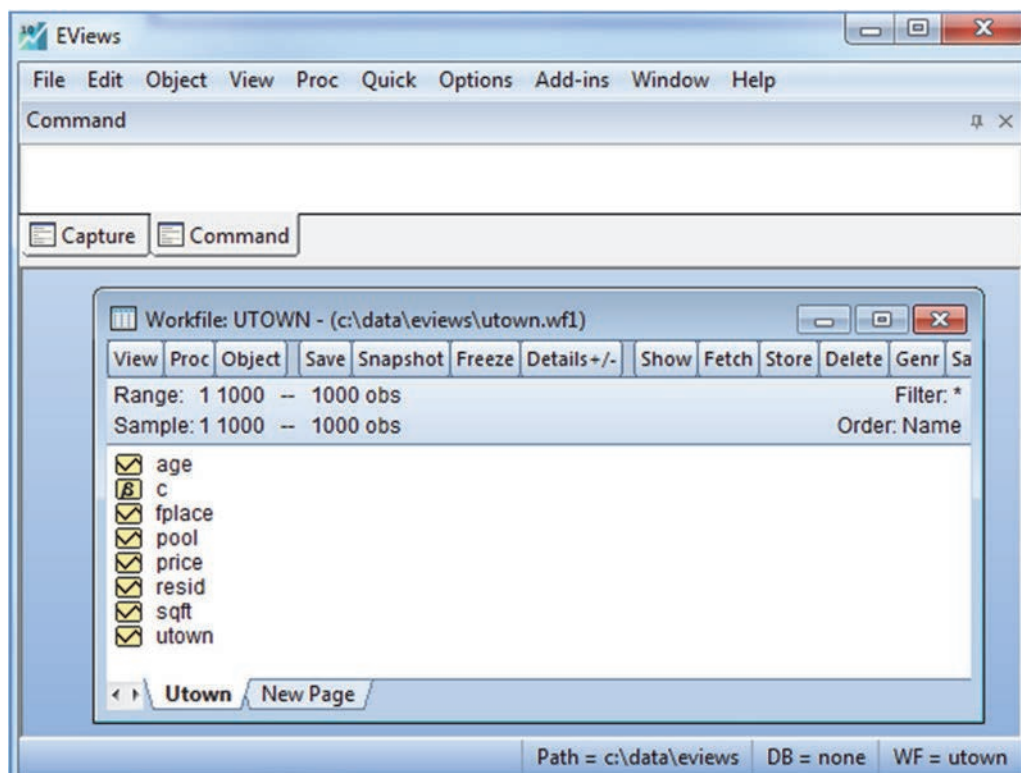 EViews
File Edit Object View Proc Quick Options Add-ins Window Help
Command
Capture Command
Workfile: UTOWN - (c:\data\eviews\utown.wf1)
View Proc Object Save Snapshot Freeze Details+/- Show Fetch Store Delete Genr Sa
Range: 1 1000 -- 1000 obs Filter: *
Sample: 1 1000 -- 1000 obs Order: Name
age
β c
fplace
pool
price
resid
sqft
utown
Utown New Page
Path = c:\data\eviews DB = none WF = utown